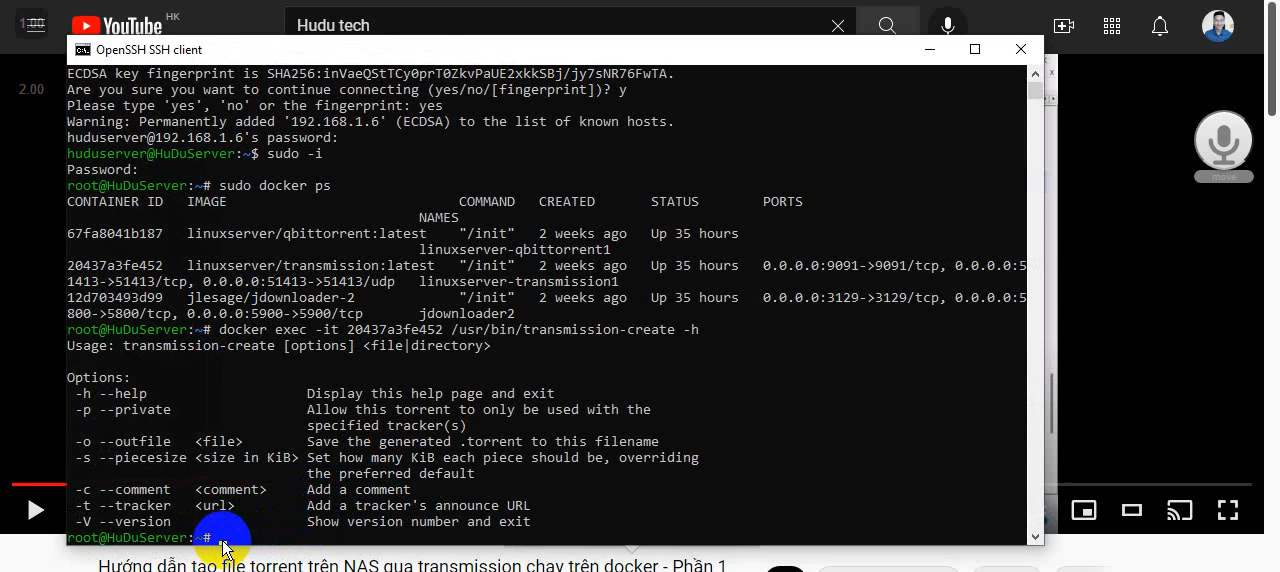 1.00
YouTube HK
Hudu tech
OpenSSH SSH client
2.00
ECDSA key fingerprint is SHA256:inVaeQStTCy0prT0ZkvPaUE2xkkSBj/jy7sNR76FwTA.
Are you sure you want to continue connecting (yes/no/[fingerprint])? y
Please type 'yes', 'no' or the fingerprint: yes
Warning: Permanently added '192.168.1.6' (ECDSA) to the list of known hosts.
huduserver@192.168.1.6's password:
huduserver@HuDuServer:~$ sudo -i
Password:
root@HuDuServer:~# sudo docker ps
CONTAINER ID IMAGE COMMAND CREATED STATUS PORTS
NAMES
67fa8041b187 linuxserver/qbittorrent:latest "/init" 2 weeks ago Up 35 hours
linuxserver-qbittorrent1
20437a3fe452 linuxserver/transmission:latest "/init" 2 weeks ago Up 35 hours 0.0.0.0:9091->9091/tcp, 0.0.0.0:5
1413->51413/tcp, 0.0.0.0:51413->51413/udp linuxserver-transmission1
12d703493d99 jlesage/jdownloader-2 "/init" 2 weeks ago Up 35 hours 0.0.0.0:3129->3129/tcp, 0.0.0.0:5
800->5800/tcp, 0.0.0.0:5900->5900/tcp jdownloader2
root@HuDuServer:~# docker exec -it 20437a3fe452 /usr/bin/transmission-create -h
Usage: transmission-create [options] <file|directory>
Options:
-h --help Display this help page and exit
-p --private Allow this torrent to only be used with the
specified tracker(s)
-o --outfile <file> Save the generated .torrent to this filename
-s --piecesize <size in KiB> Set how many KiB each piece should be, overriding
the preferred default
-c --comment <comment> Add a comment
-t --tracker <url> Add a tracker's announce URL
-V --version Show version number and exit
root@HuDuServer:~#
move
Hướng dẫn tạo file torrent trên NAS qua transmission chạy trên docker - Phần 1